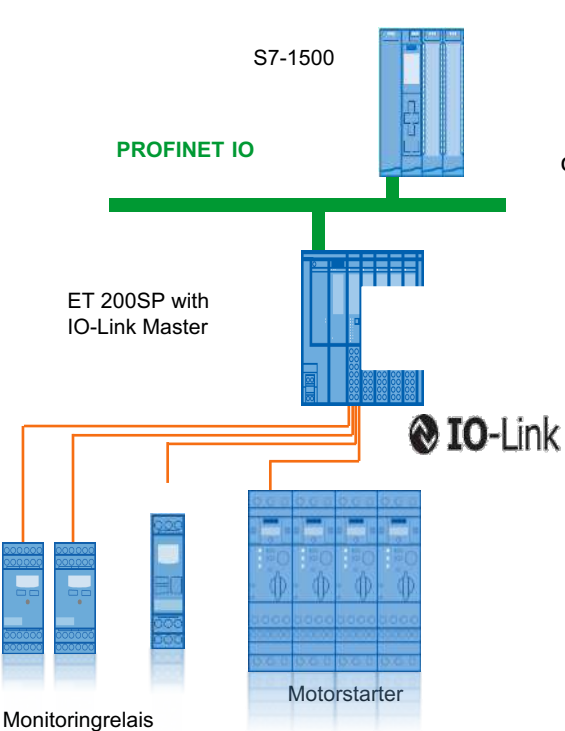 S7-1500
PROFINET IO
ET 200SP with
IO-Link Master
IO-Link
Motorstarter
Monitoringrelais